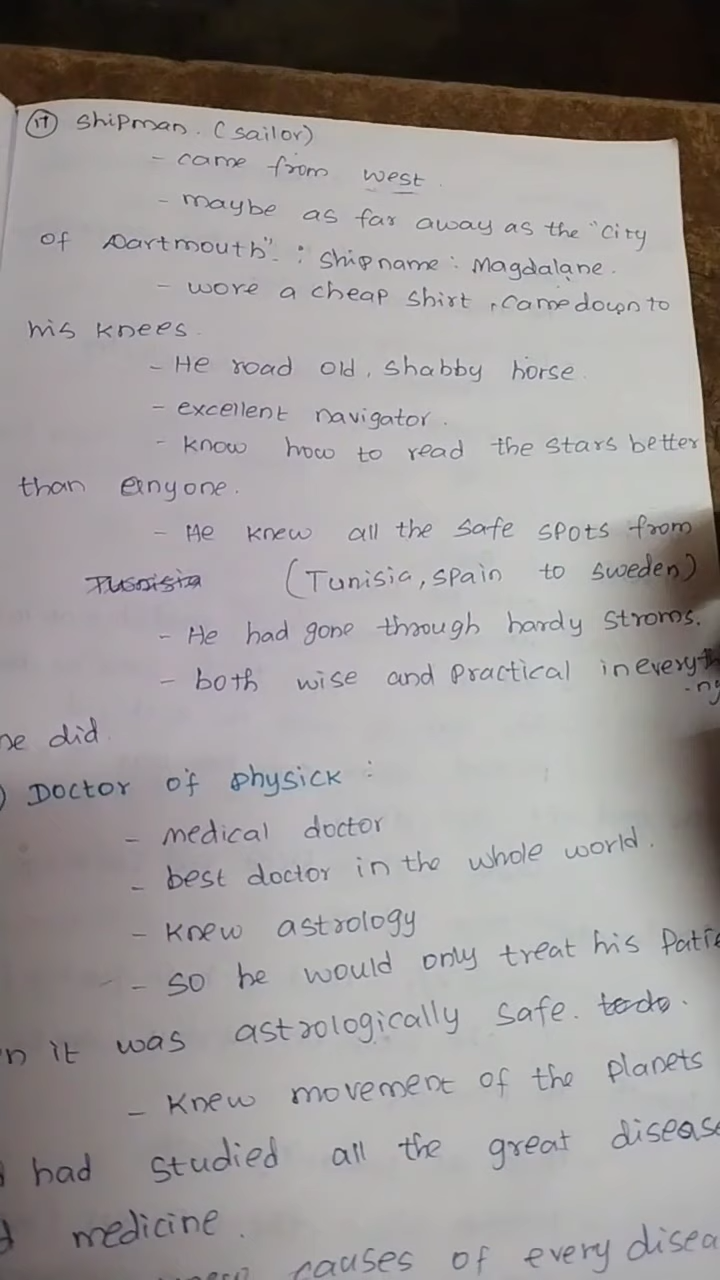 17 Shipman. (sailor)
- came from west.
- maybe as far away as the "city
of Dartmouth". : Ship name : Magdalane.
- wore a cheap shirt, came down to
his knees.
- He road old, shabby horse.
- excellent navigator.
- know how to read the stars better
than anyone.
- He knew all the safe spots from
(Tunisia, spain to sweden)
- He had gone through hardy stroms.
- both wise and practical in everyth
-ng
he did.
) Doctor of physick :
- medical doctor
- best doctor in the whole world.
- knew astrology
- so he would only treat his Patie
n it was astrologically safe. to do.
- knew movement of the planets
d had studied all the great disease
d medicine.
causes of every disea